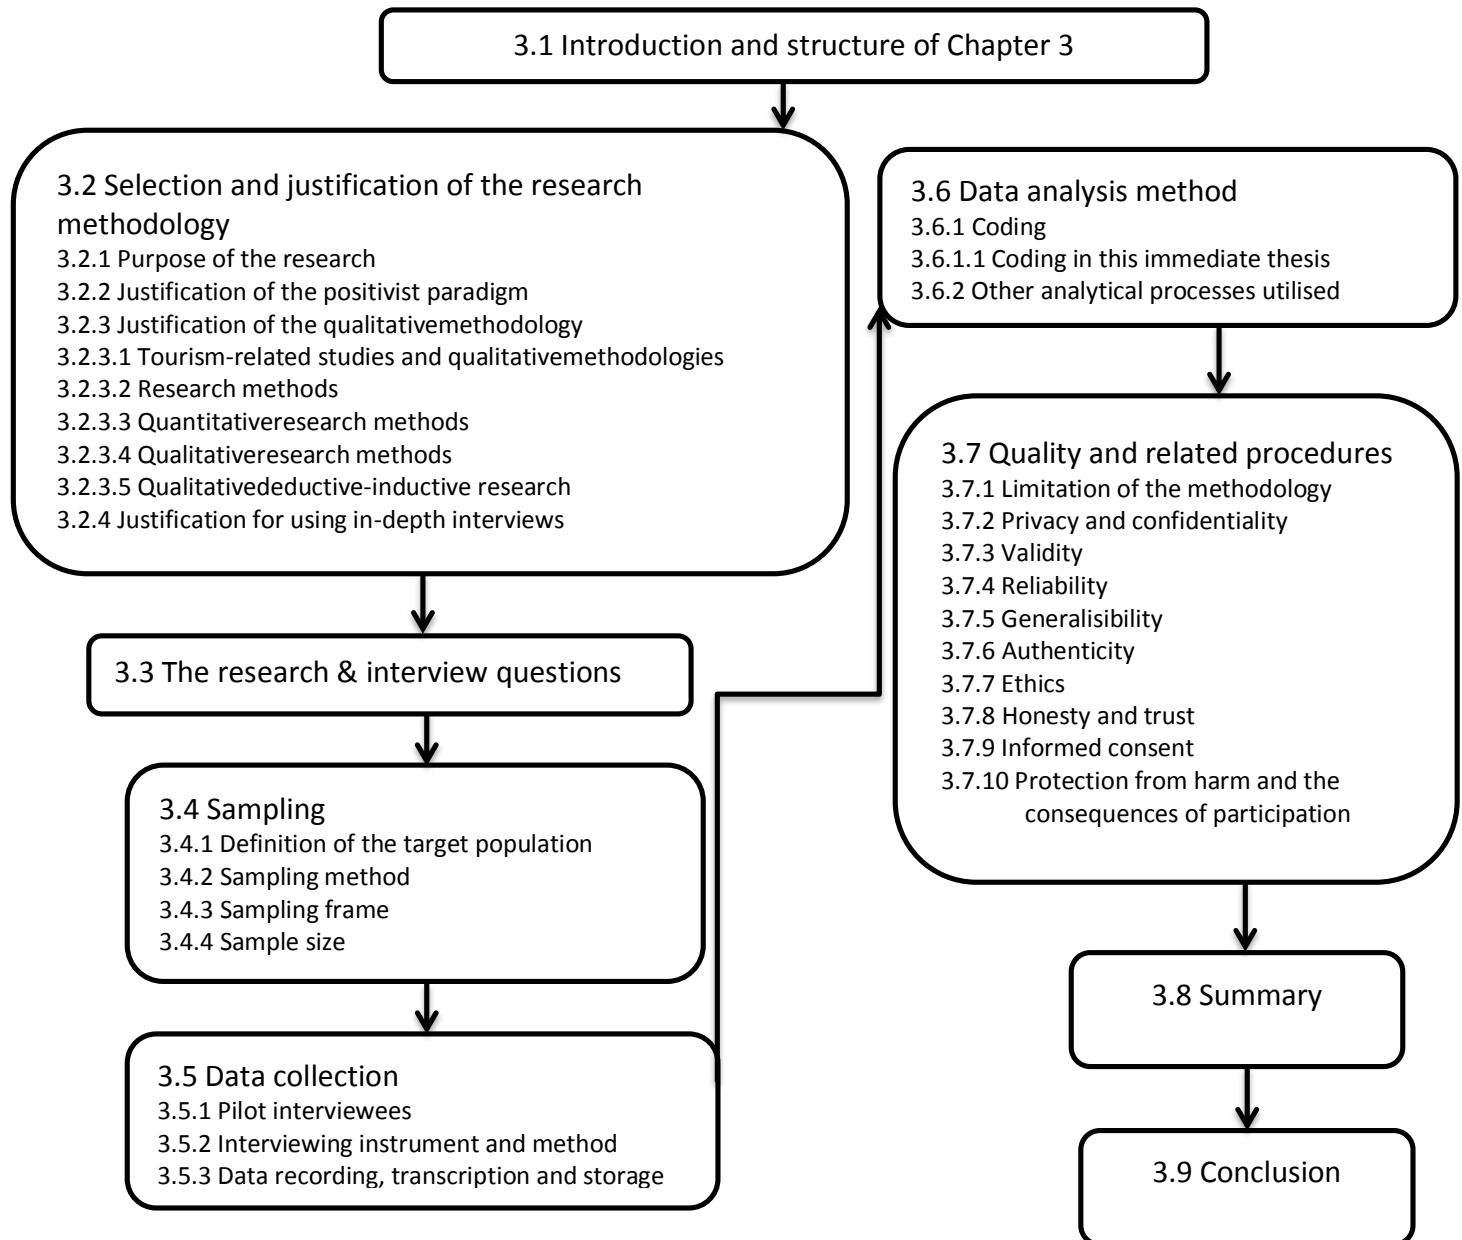 3.1 Introduction and structure of Chapter 3
3.2 Selection and justification of the research
methodology
3.2.1 Purpose of the research
3.2.2 Justification of the positivist paradigm
3.2.3 Justification of the qualitativemethodology
3.2.3.1 Tourism-related studies and qualitativemethodologies
3.2.3.2 Research methods
3.2.3.3 Quantitativeresearch methods
3.2.3.4 Qualitativeresearch methods
3.2.3.5 Qualitativedeductive-inductive research
3.2.4 Justification for using in-depth interviews
3.3 The research & interview questions
3.4 Sampling
3.4.1 Definition of the target population
3.4.2 Sampling method
3.4.3 Sampling frame
3.4.4 Sample size
3.5 Data collection
3.5.1 Pilot interviewees
3.5.2 Interviewing instrument and method
3.5.3 Data recording, transcription and storage
3.6 Data analysis method
3.6.1 Coding
3.6.1.1 Coding in this immediate thesis
3.6.2 Other analytical processes utilised
3.7 Quality and related procedures
3.7.1 Limitation of the methodology
3.7.2 Privacy and confidentiality
3.7.3 Validity
3.7.4 Reliability
3.7.5 Generalisibility
3.7.6 Authenticity
3.7.7 Ethics
3.7.8 Honesty and trust
3.7.9 Informed consent
3.7.10 Protection from harm and the
consequences of participation
3.8 Summary
3.9 Conclusion